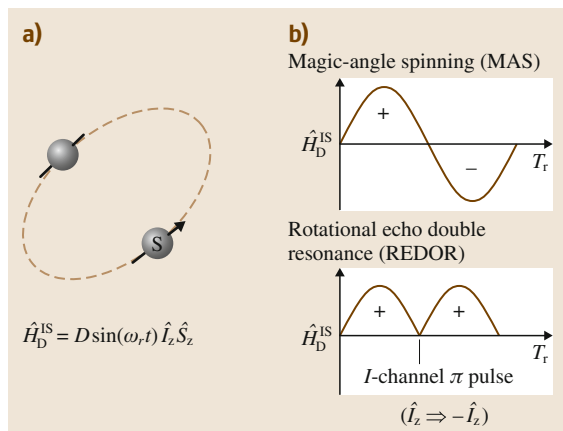 a)
S
Ĥ_D^IS = D sin(ω_r t) Î_z Ŝ_z
b)
Magic-angle spinning (MAS)
+
Ĥ_D^IS
T_r
–
Rotational echo double
resonance (REDOR)
+ +
Ĥ_D^IS
T_r
I-channel π pulse
(Î_z ⇒ –Î_z)